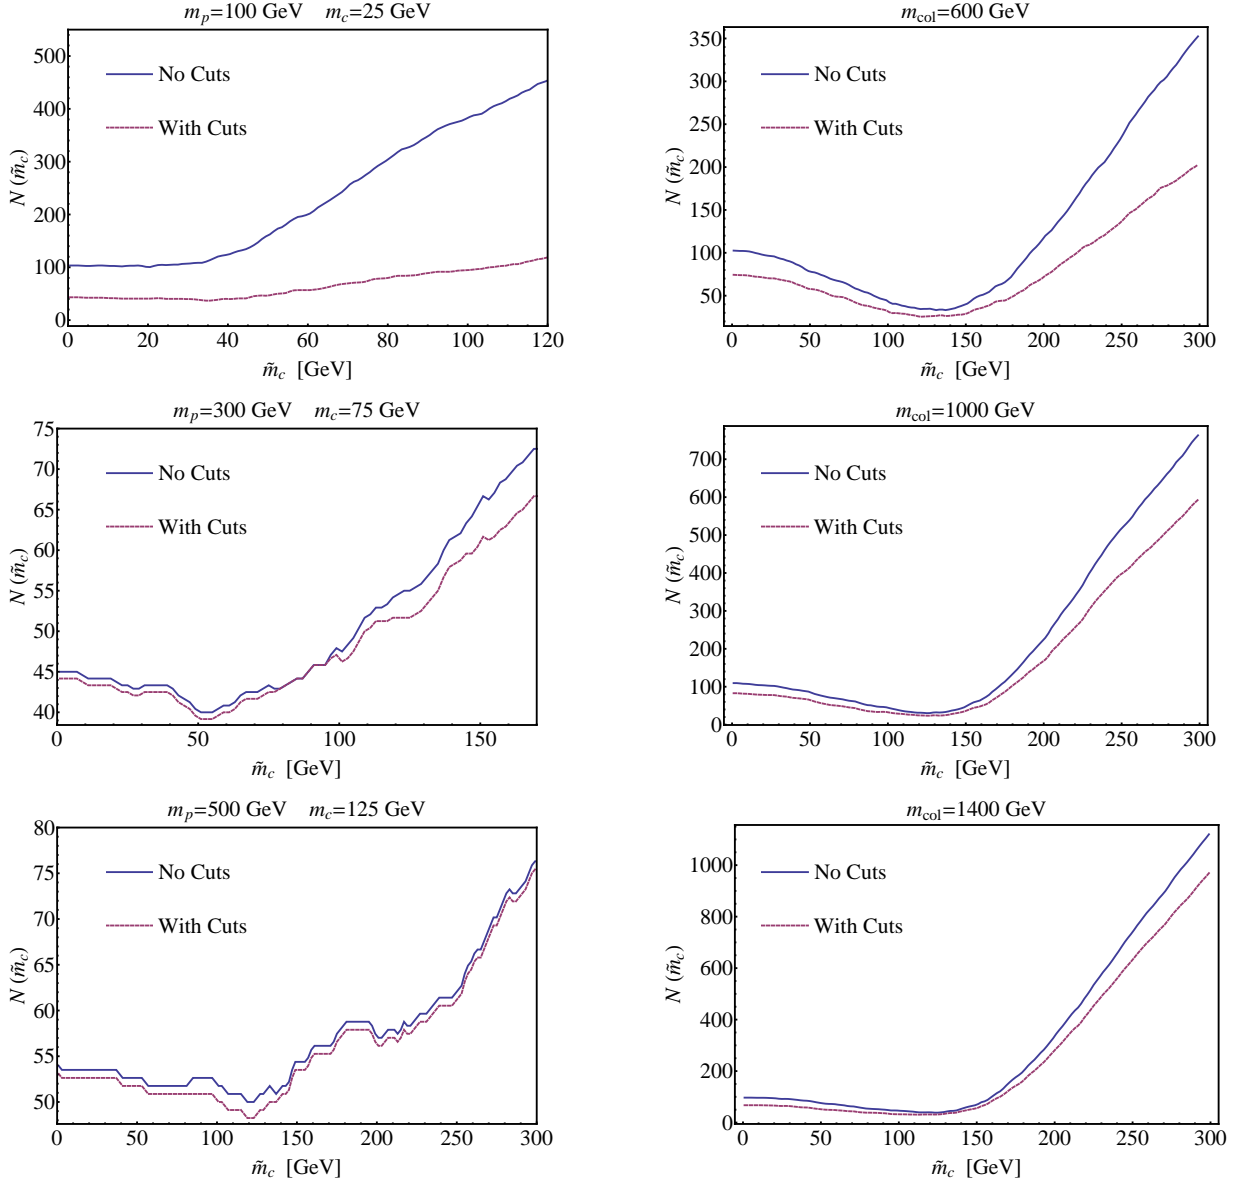 m_p=100 GeV m_c=25 GeV
500
400
300
200
100
0
N (m̃_c)
No Cuts
With Cuts
0 20 40 60 80 100 120
m̃_c [GeV]
m_col=600 GeV
350
300
250
200
150
100
50
N (m̃_c)
No Cuts
With Cuts
0 50 100 150 200 250 300
m̃_c [GeV]
m_p=300 GeV m_c=75 GeV
75
70
65
60
55
50
45
40
N (m̃_c)
No Cuts
With Cuts
0 50 100 150
m̃_c [GeV]
m_col=1000 GeV
700
600
500
400
300
200
100
0
N (m̃_c)
No Cuts
With Cuts
0 50 100 150 200 250 300
m̃_c [GeV]
m_p=500 GeV m_c=125 GeV
80
75
70
65
60
55
50
N (m̃_c)
No Cuts
With Cuts
0 50 100 150 200 250 300
m̃_c [GeV]
m_col=1400 GeV
1000
800
600
400
200
0
N (m̃_c)
No Cuts
With Cuts
0 50 100 150 200 250 300
m̃_c [GeV]